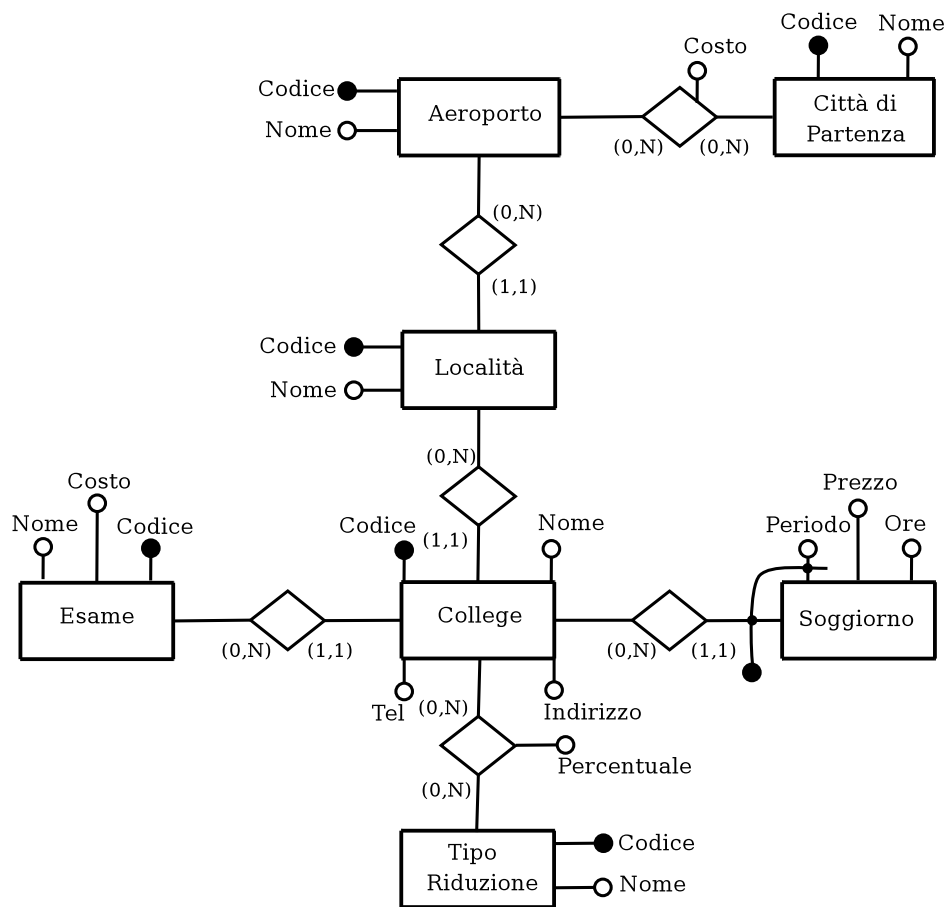 Codice
Nome
Costo
Codice
Aeroporto
Città di
Partenza
Nome
(0,N)
(0,N)
(0,N)
(1,1)
Codice
Località
Nome
(0,N)
Costo
Prezzo
Nome
Codice
Codice
(1,1)
Nome
Periodo
Ore
Esame
College
Soggiorno
(0,N)
(1,1)
(0,N)
(1,1)
Tel
(0,N)
Indirizzo
Percentuale
(0,N)
Tipo
Riduzione
Codice
Nome